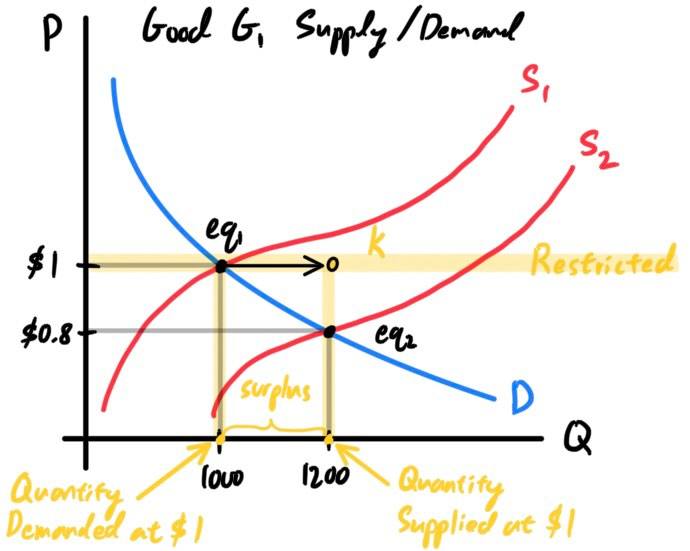 P
Good G₁ Supply/Demand
S₁
S₂
eq₁
k
$1
o
Restricted
$0.8
eq₂
surplus
D
Q
1000
1200
Quantity
Demanded at $1
Quantity
Supplied at $1